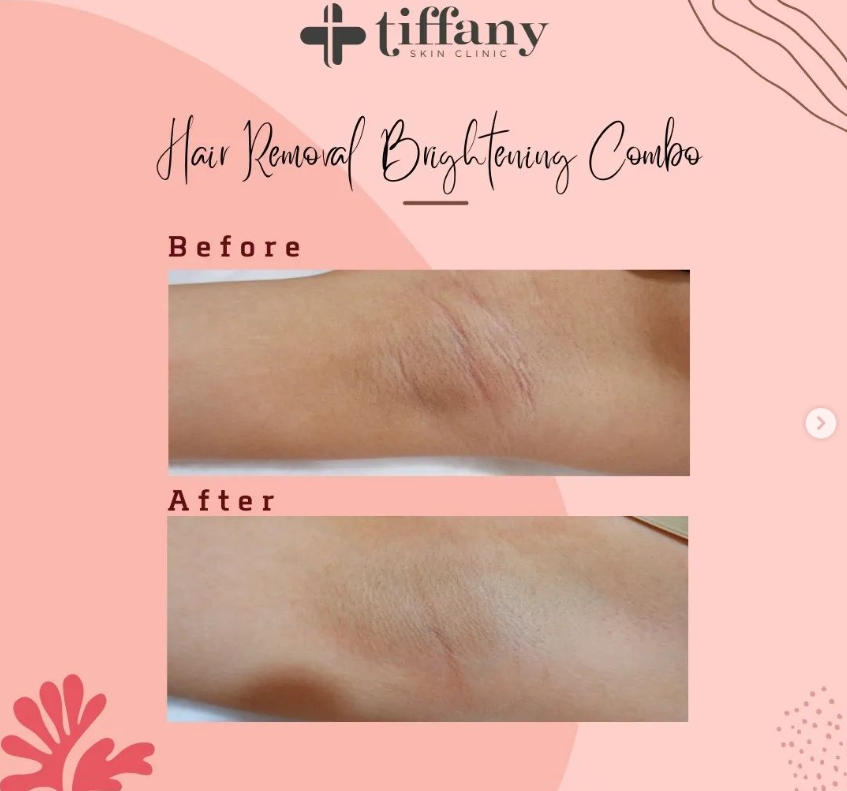 tiffany
SKIN CLINIC
Hair Removal Brightening Combo
Before
After